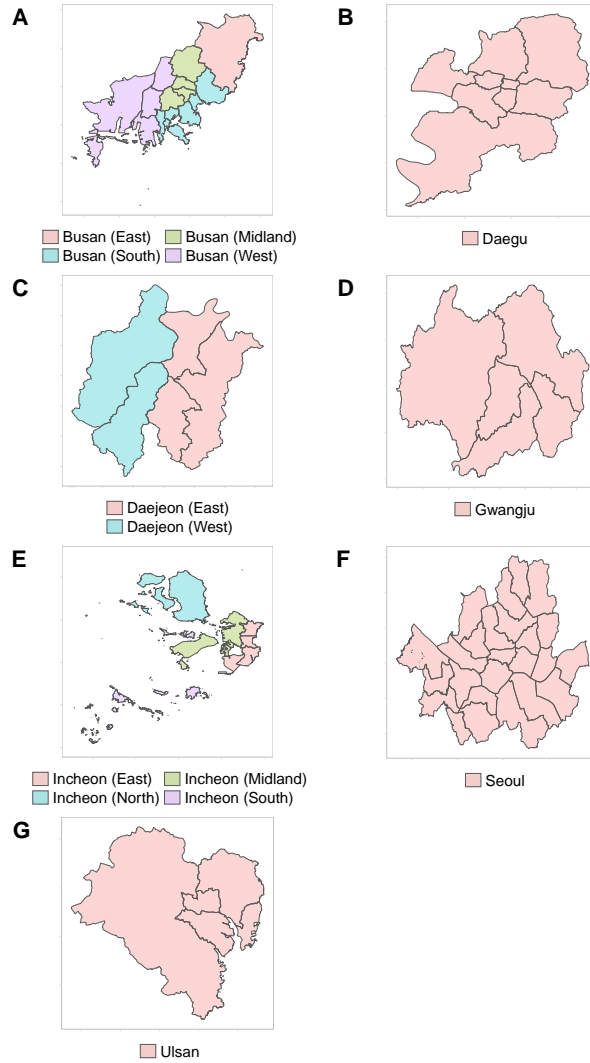 A
B
Busan (East) Busan (Midland)
Busan (South) Busan (West)
Daegu
C
D
Daejeon (East)
Daejeon (West)
Gwangju
E
F
Incheon (East) Incheon (Midland)
Incheon (North) Incheon (South)
Seoul
G
Ulsan